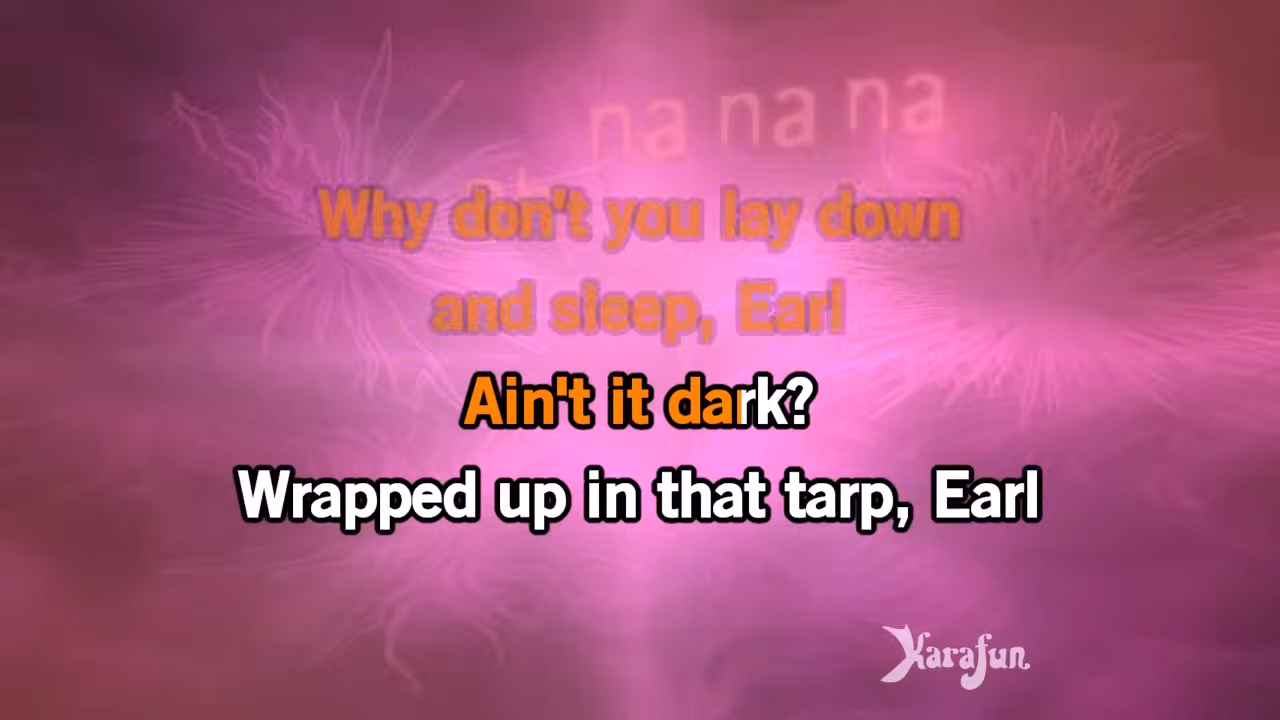 na na na
Why don't you lay down
and sleep, Earl
Ain't it dark?
Wrapped up in that tarp, Earl
Karafun